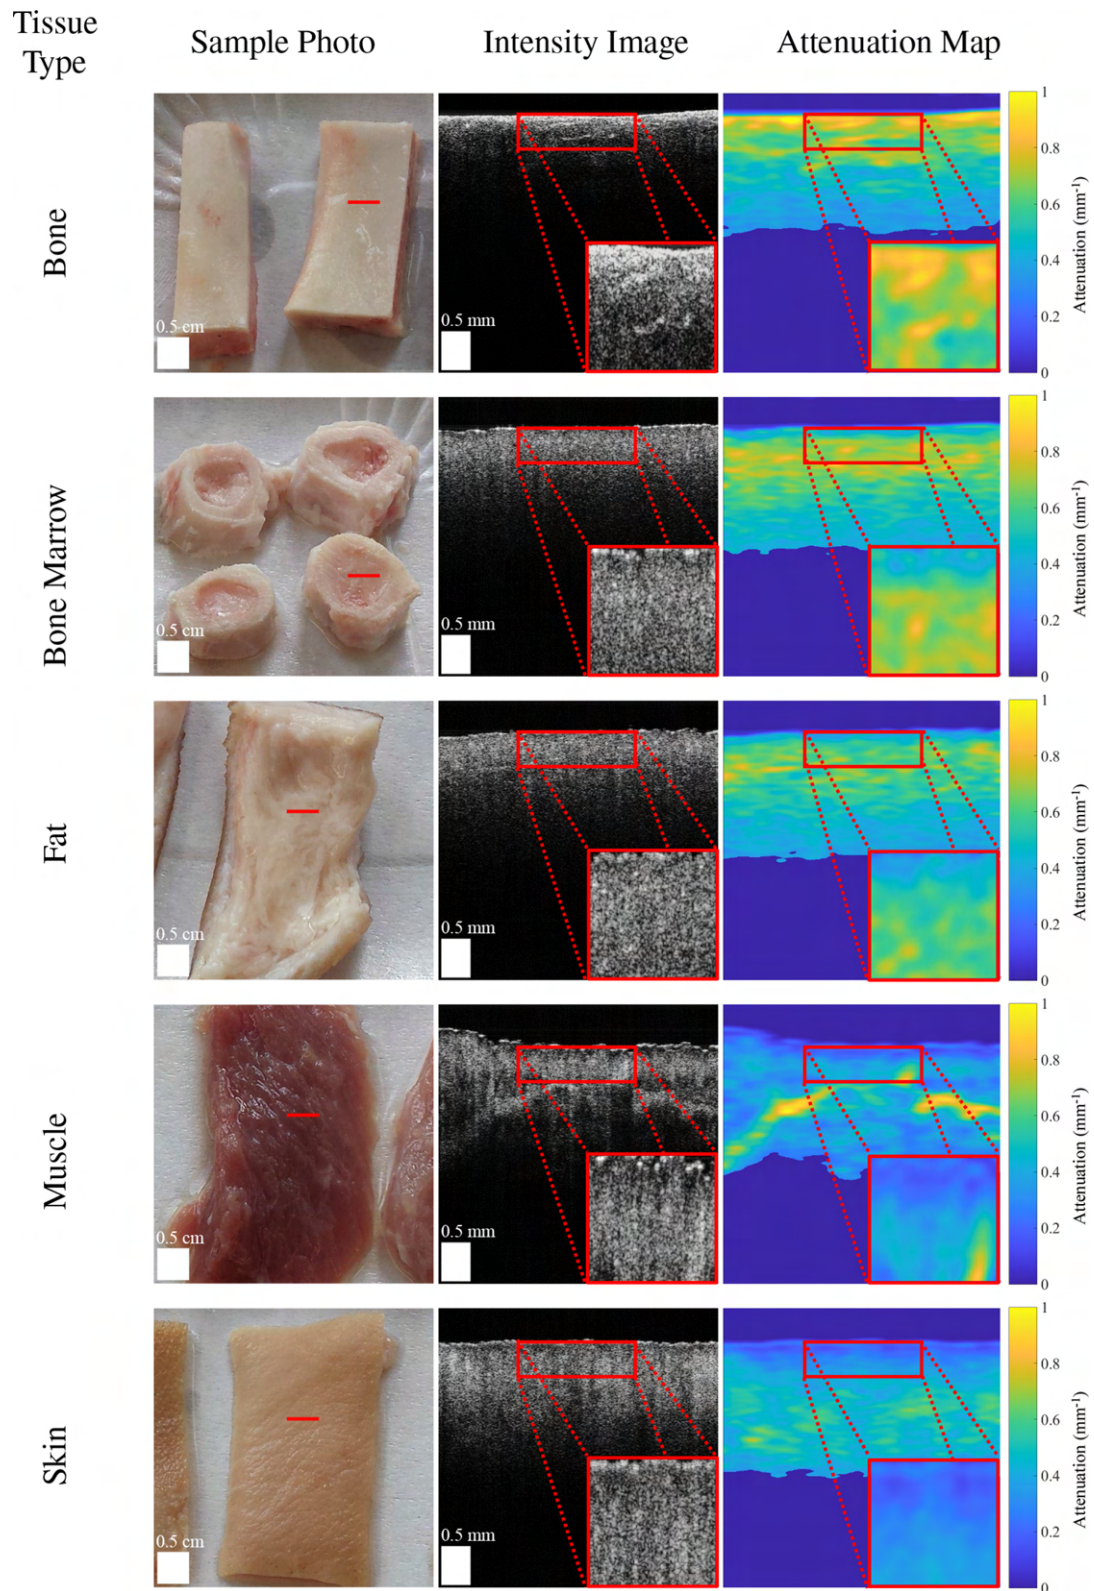 Tissue
Type
Sample Photo
Intensity Image
Attenuation Map
Bone
0.5 cm
0.5 mm
1
0.8
0.6
0.4
0.2
0
Attenuation (mm⁻¹)
Bone Marrow
0.5 cm
0.5 mm
1
0.8
0.6
0.4
0.2
0
Attenuation (mm⁻¹)
Fat
0.5 cm
0.5 mm
1
0.8
0.6
0.4
0.2
0
Attenuation (mm⁻¹)
Muscle
0.5 cm
0.5 mm
1
0.8
0.6
0.4
0.2
0
Attenuation (mm⁻¹)
Skin
0.5 cm
0.5 mm
1
0.8
0.6
0.4
0.2
0
Attenuation (mm⁻¹)